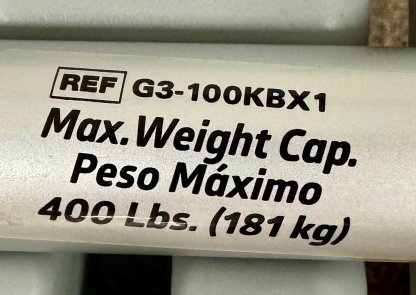 REF G3-100KBX1
Max. Weight Cap.
Peso Máximo
400 Lbs. (181 kg)